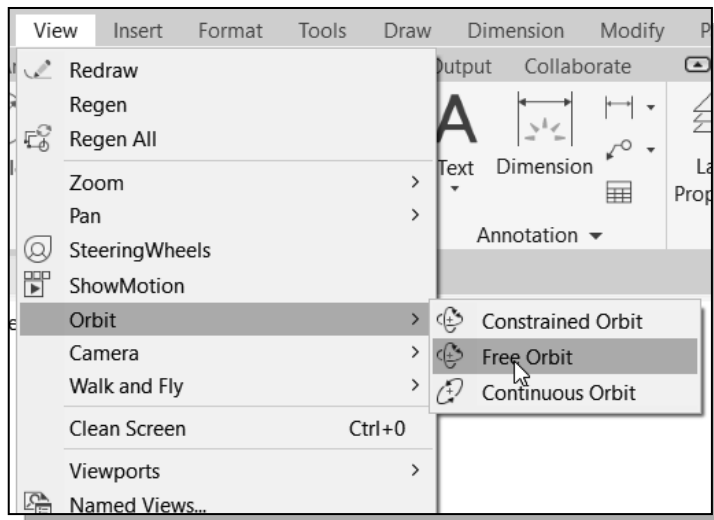 View Insert Format Tools Draw Dimension Modify
Output Collaborate
Redraw
Regen
Regen All
Zoom >
Pan >
SteeringWheels
ShowMotion
Orbit >
Camera >
Walk and Fly >
Clean Screen Ctrl+0
Viewports >
Named Views...
Constrained Orbit
Free Orbit
Continuous Orbit
A
Text Dimension
Annotation